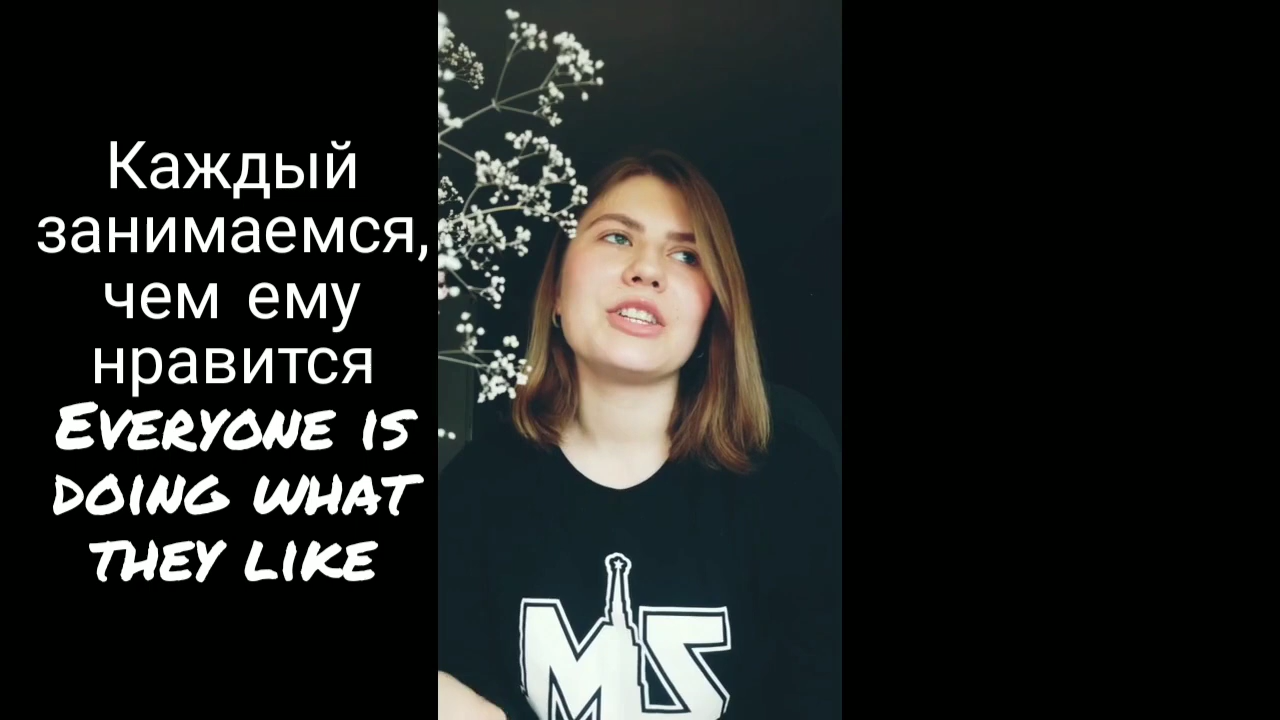 Каждый
занимаемся,
чем ему
нравится
EVERYONE IS
DOING WHAT
THEY LIKE